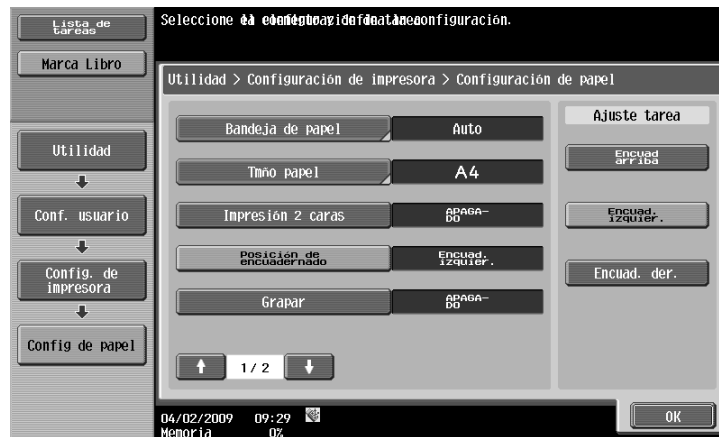 Lista de
tareas
Marca Libro
Utilidad
Conf. usuario
Config. de
impresora
Config de papel
Seleccione
configuración.
Utilidad > Configuración de impresora > Configuración de papel
Bandeja de papel
Auto
Tmño papel
A4
Impresión 2 caras
APAGA-
DO
Posición de
encuadernado
Encuad.
izquier.
Grapar
APAGA-
DO
1/2
Ajuste tarea
Encuad
arriba
Encuad.
izquier.
Encuad. der.
04/02/2009 09:29
Memoria 0%
OK